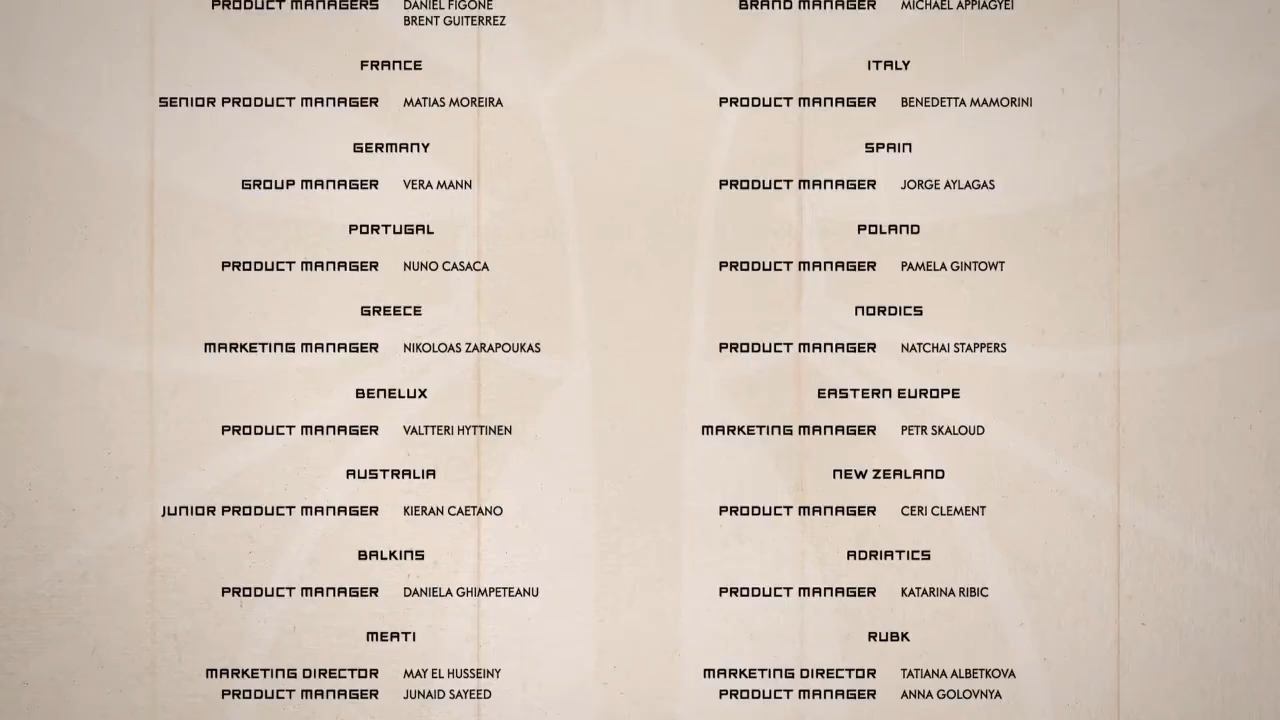 PRODUCT MANAGERS DANIEL FIGONE
BRENT GUITERREZ
FRANCE
SENIOR PRODUCT MANAGER MATIAS MOREIRA
GERMANY
GROUP MANAGER VERA MANN
PORTUGAL
PRODUCT MANAGER NUNO CASACA
GREECE
MARKETING MANAGER NIKOLOAS ZARAPOUKAS
BENELUX
PRODUCT MANAGER VALTTERI HYTTINEN
AUSTRALIA
JUNIOR PRODUCT MANAGER KIERAN CAETANO
BALKINS
PRODUCT MANAGER DANIELA GHIMPETEANU
MEATI
MARKETING DIRECTOR MAY EL HUSSEINY
PRODUCT MANAGER JUNAID SAYEED
BRAND MANAGER MICHAEL APPIAGYEI
ITALY
PRODUCT MANAGER BENEDETTA MAMORINI
SPAIN
PRODUCT MANAGER JORGE AYLAGAS
POLAND
PRODUCT MANAGER PAMELA GINTOWT
NORDICS
PRODUCT MANAGER NATCHAI STAPPERS
EASTERN EUROPE
MARKETING MANAGER PETR SKALOUD
NEW ZEALAND
PRODUCT MANAGER CERI CLEMENT
ADRIATICS
PRODUCT MANAGER KATARINA RIBIC
RUBK
MARKETING DIRECTOR TATIANA ALBETKOVA
PRODUCT MANAGER ANNA GOLOVNYA